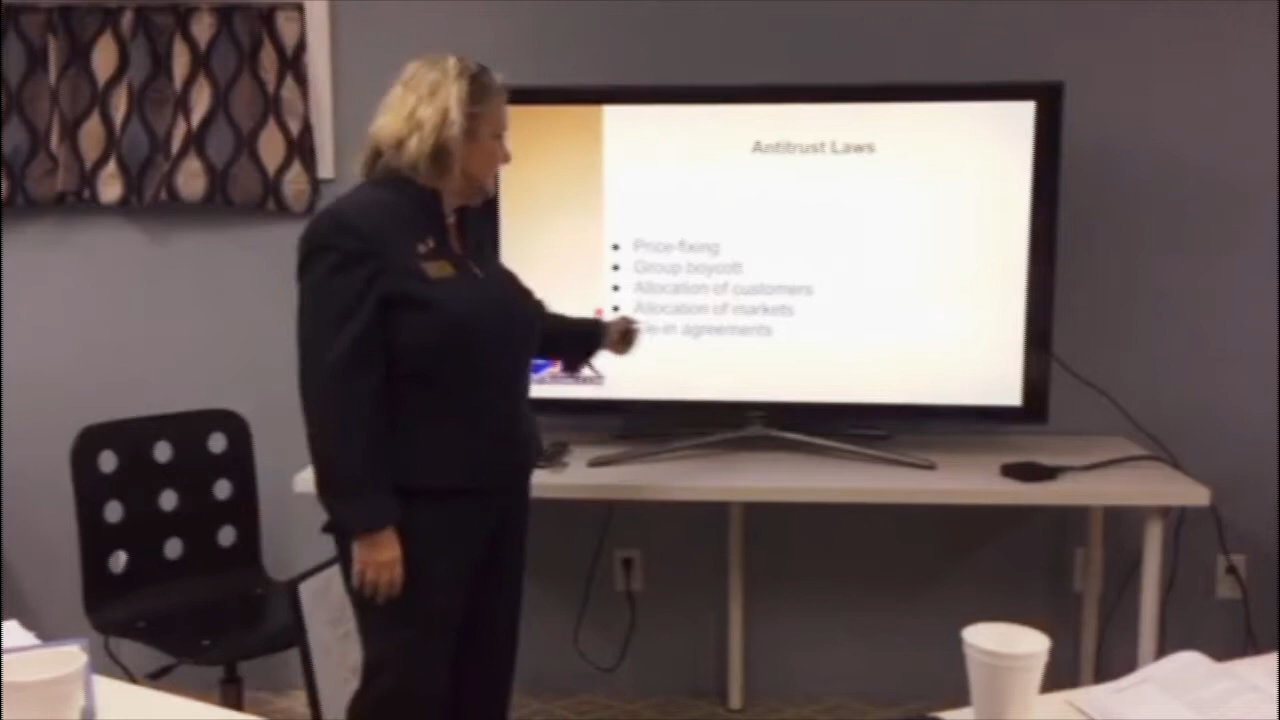 Antitrust Laws
Price-fixing
Group boycott
Allocation of customers
Allocation of markets
agreements